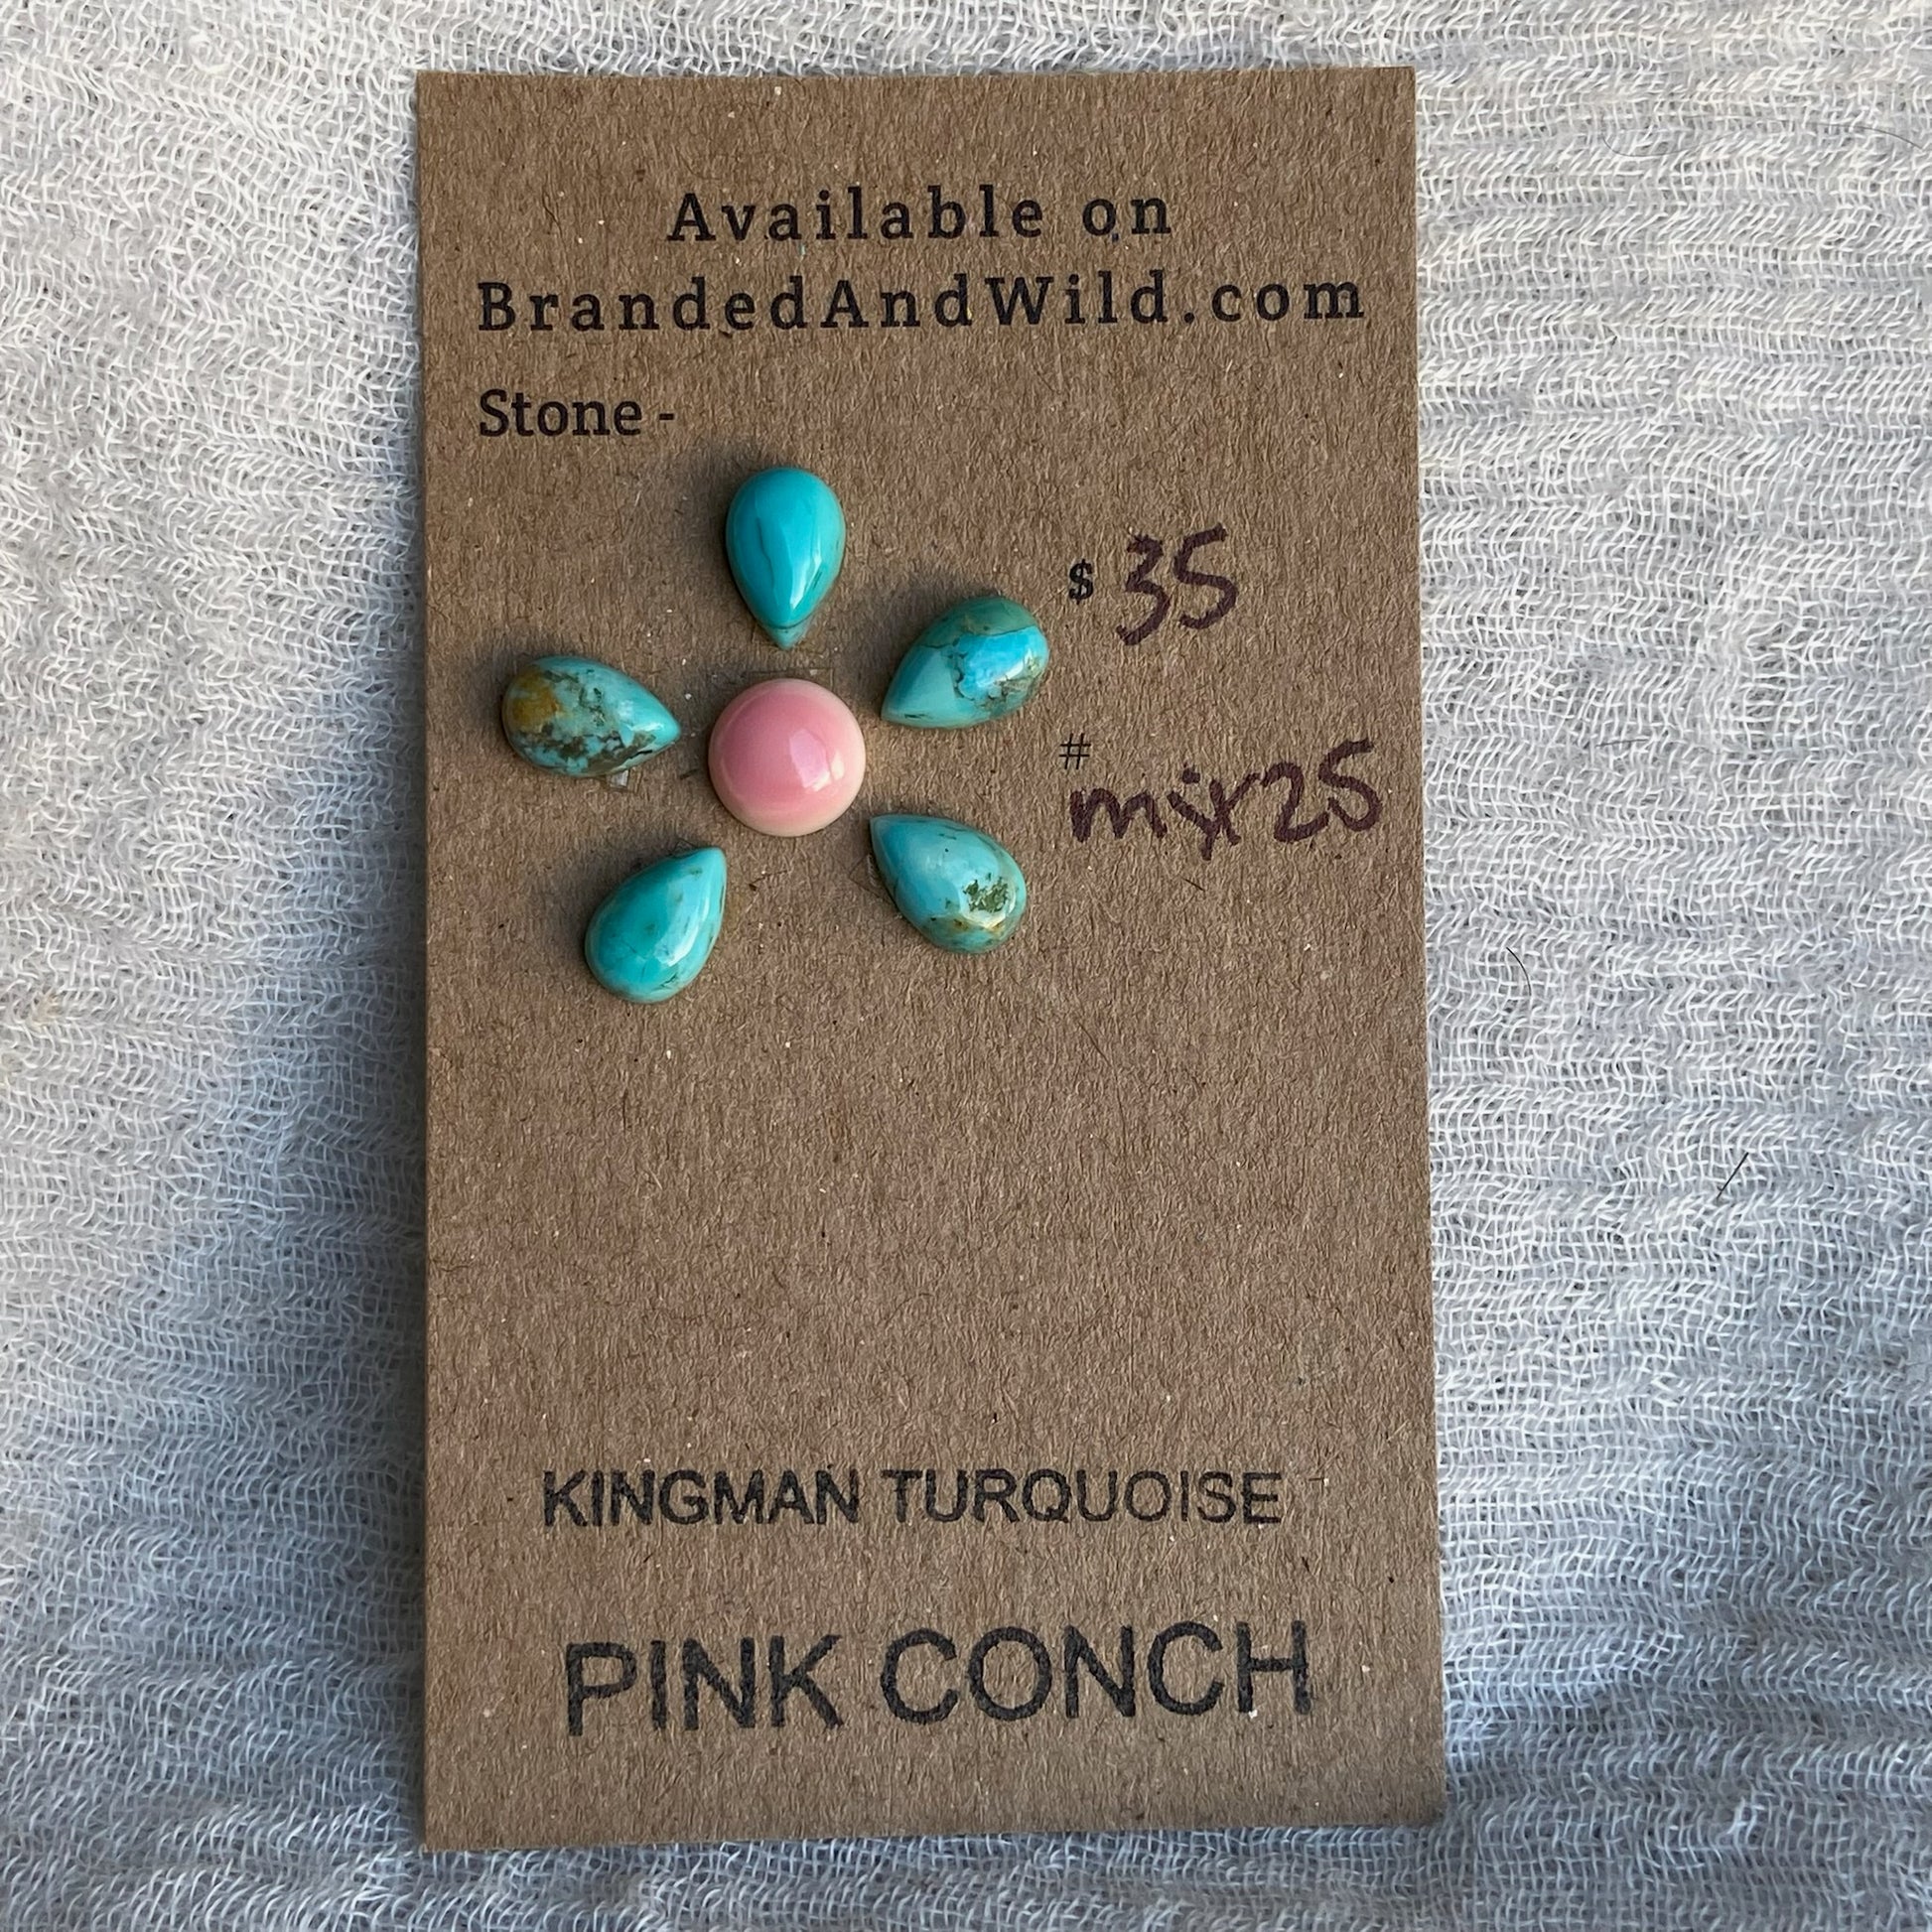 Available on
BrandedAndWild.com
Stone -
$ 35
#
mix25
KINGMAN TURQUOISE
PINK CONCH